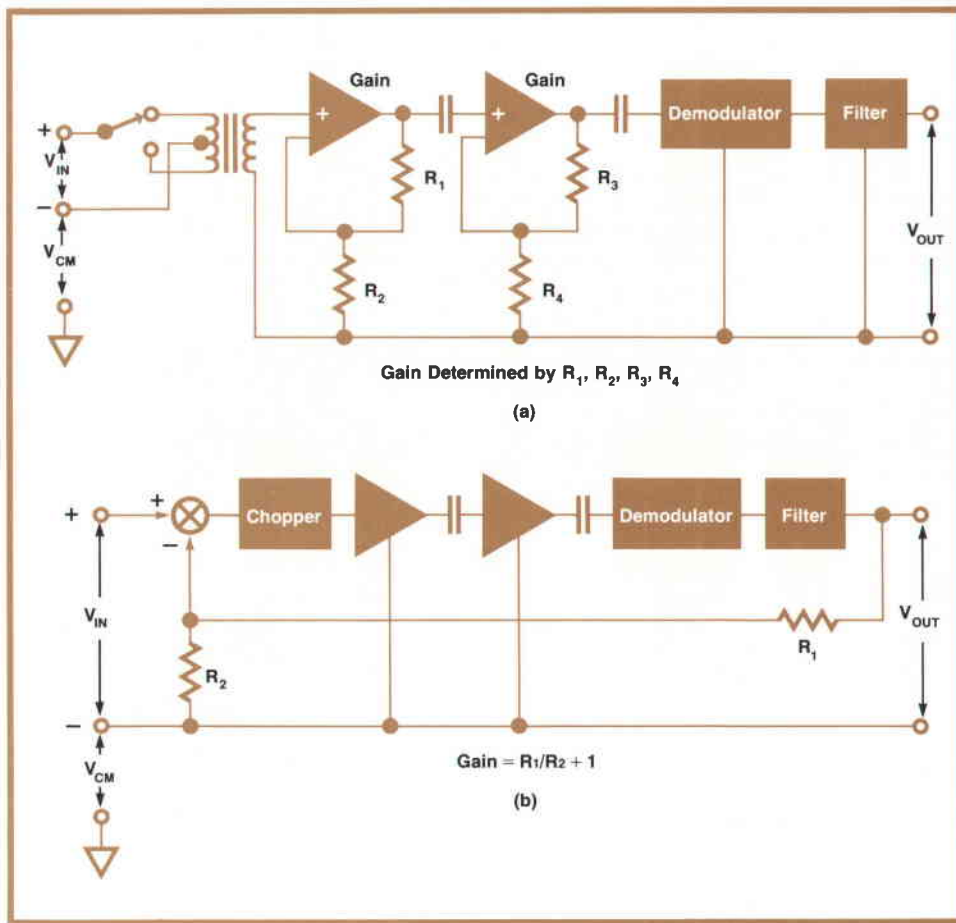 Gain
Gain
+
+
Demodulator
Filter
+
V_IN
−
V_CM
R_1
R_2
R_3
R_4
V_OUT
Gain Determined by R_1, R_2, R_3, R_4
(a)
+
+
−
Chopper
Demodulator
Filter
V_IN
R_2
R_1
V_OUT
−
V_CM
Gain = R1/R2 + 1
(b)